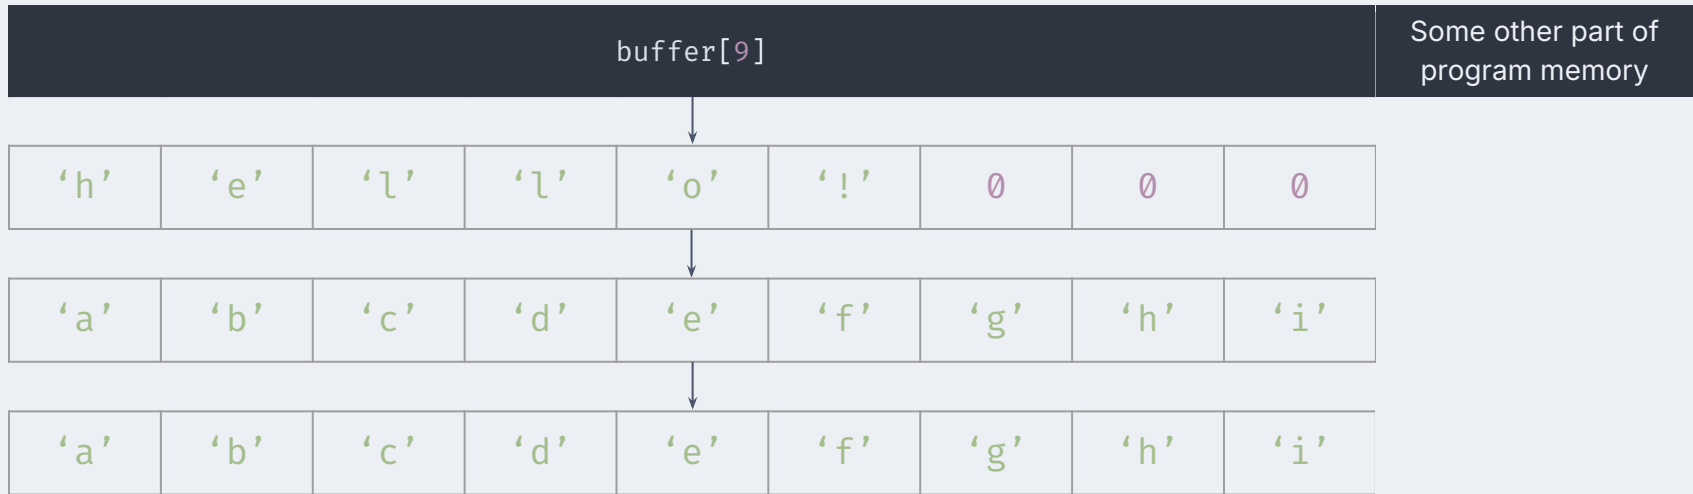 buffer[9]
Some other part of
program memory
‘h’ ‘e’ ‘l’ ‘l’ ‘o’ ‘!’ 0 0 0
‘a’ ‘b’ ‘c’ ‘d’ ‘e’ ‘f’ ‘g’ ‘h’ ‘i’
‘a’ ‘b’ ‘c’ ‘d’ ‘e’ ‘f’ ‘g’ ‘h’ ‘i’